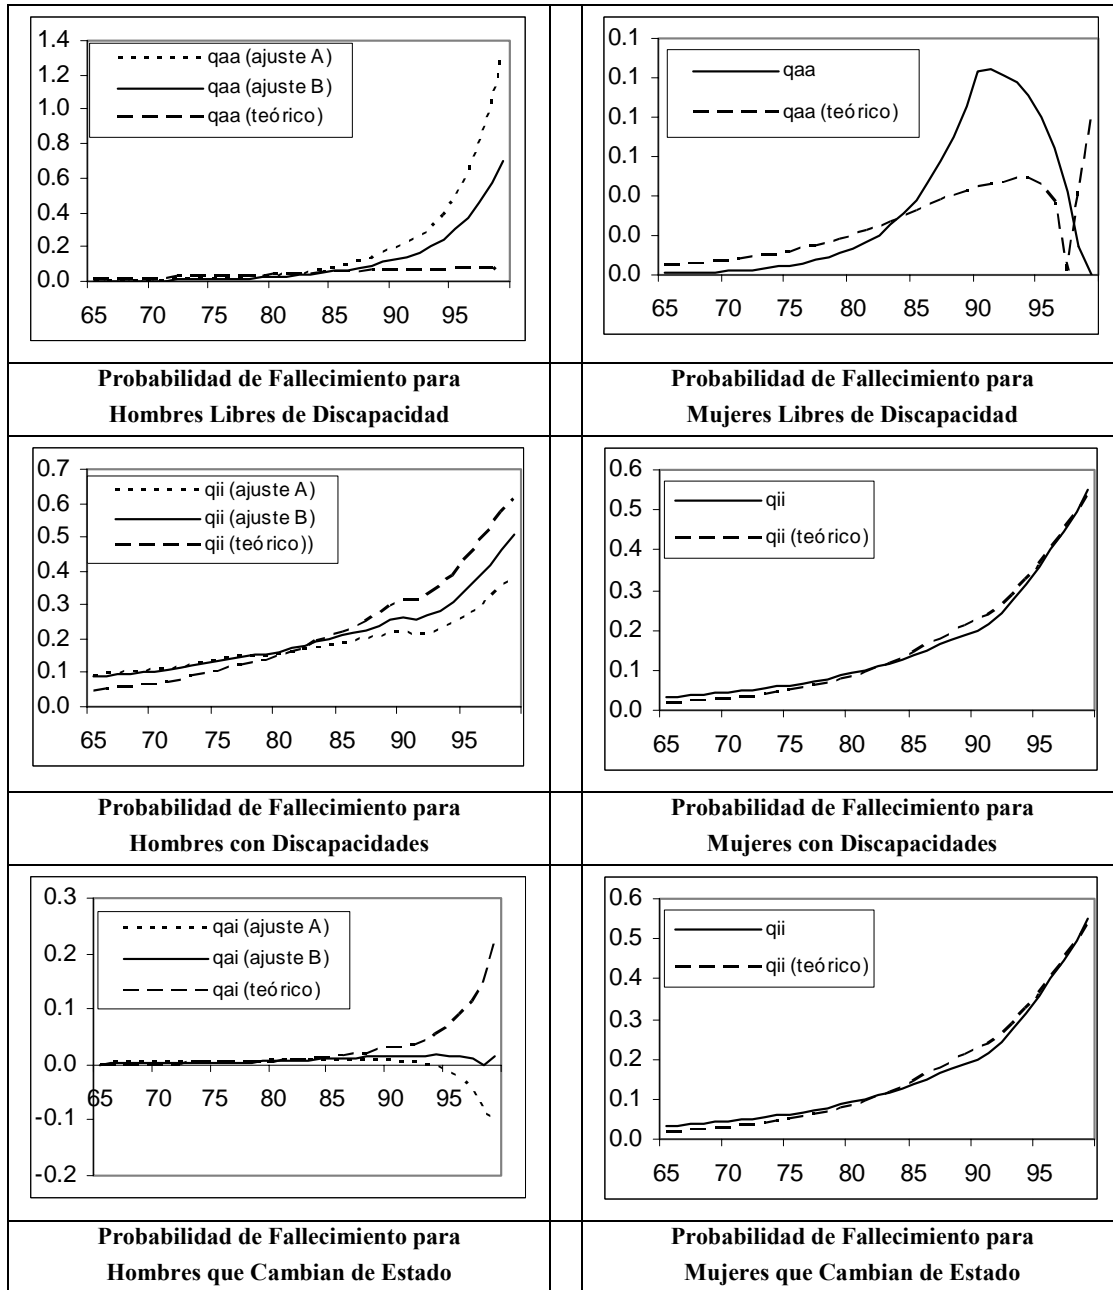 1.4
1.2
1.0
0.8
0.6
0.4
0.2
0.0
qaa (ajuste A)
qaa (ajuste B)
qaa (teórico)
65 70 75 80 85 90 95
Probabilidad de Fallecimiento para
Hombres Libres de Discapacidad
0.1
0.1
0.1
0.1
0.0
0.0
0.0
qaa
qaa (teórico)
65 70 75 80 85 90 95
Probabilidad de Fallecimiento para
Mujeres Libres de Discapacidad
0.7
0.6
0.5
0.4
0.3
0.2
0.1
0.0
qii (ajuste A)
qii (ajuste B)
qii (teórico))
65 70 75 80 85 90 95
Probabilidad de Fallecimiento para
Hombres con Discapacidades
0.6
0.5
0.4
0.3
0.2
0.1
0.0
qii
qii (teórico)
65 70 75 80 85 90 95
Probabilidad de Fallecimiento para
Mujeres con Discapacidades
0.3
0.2
0.1
0.0
-0.1
-0.2
qai (ajuste A)
qai (ajuste B)
qai (teórico)
65 70 75 80 85 90 95
Probabilidad de Fallecimiento para
Hombres que Cambian de Estado
0.6
0.5
0.4
0.3
0.2
0.1
0.0
qii
qii (teórico)
65 70 75 80 85 90 95
Probabilidad de Fallecimiento para
Mujeres que Cambian de Estado